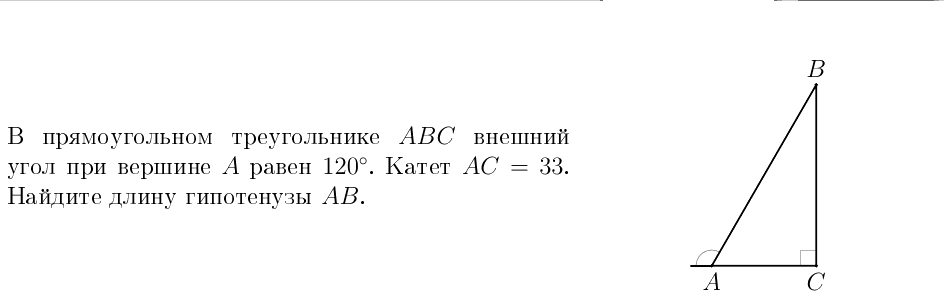 В прямоугольном треугольнике ABC внешний
угол при вершине A равен 120°. Катет AC = 33.
Найдите длину гипотенузы AB.
B
A
C